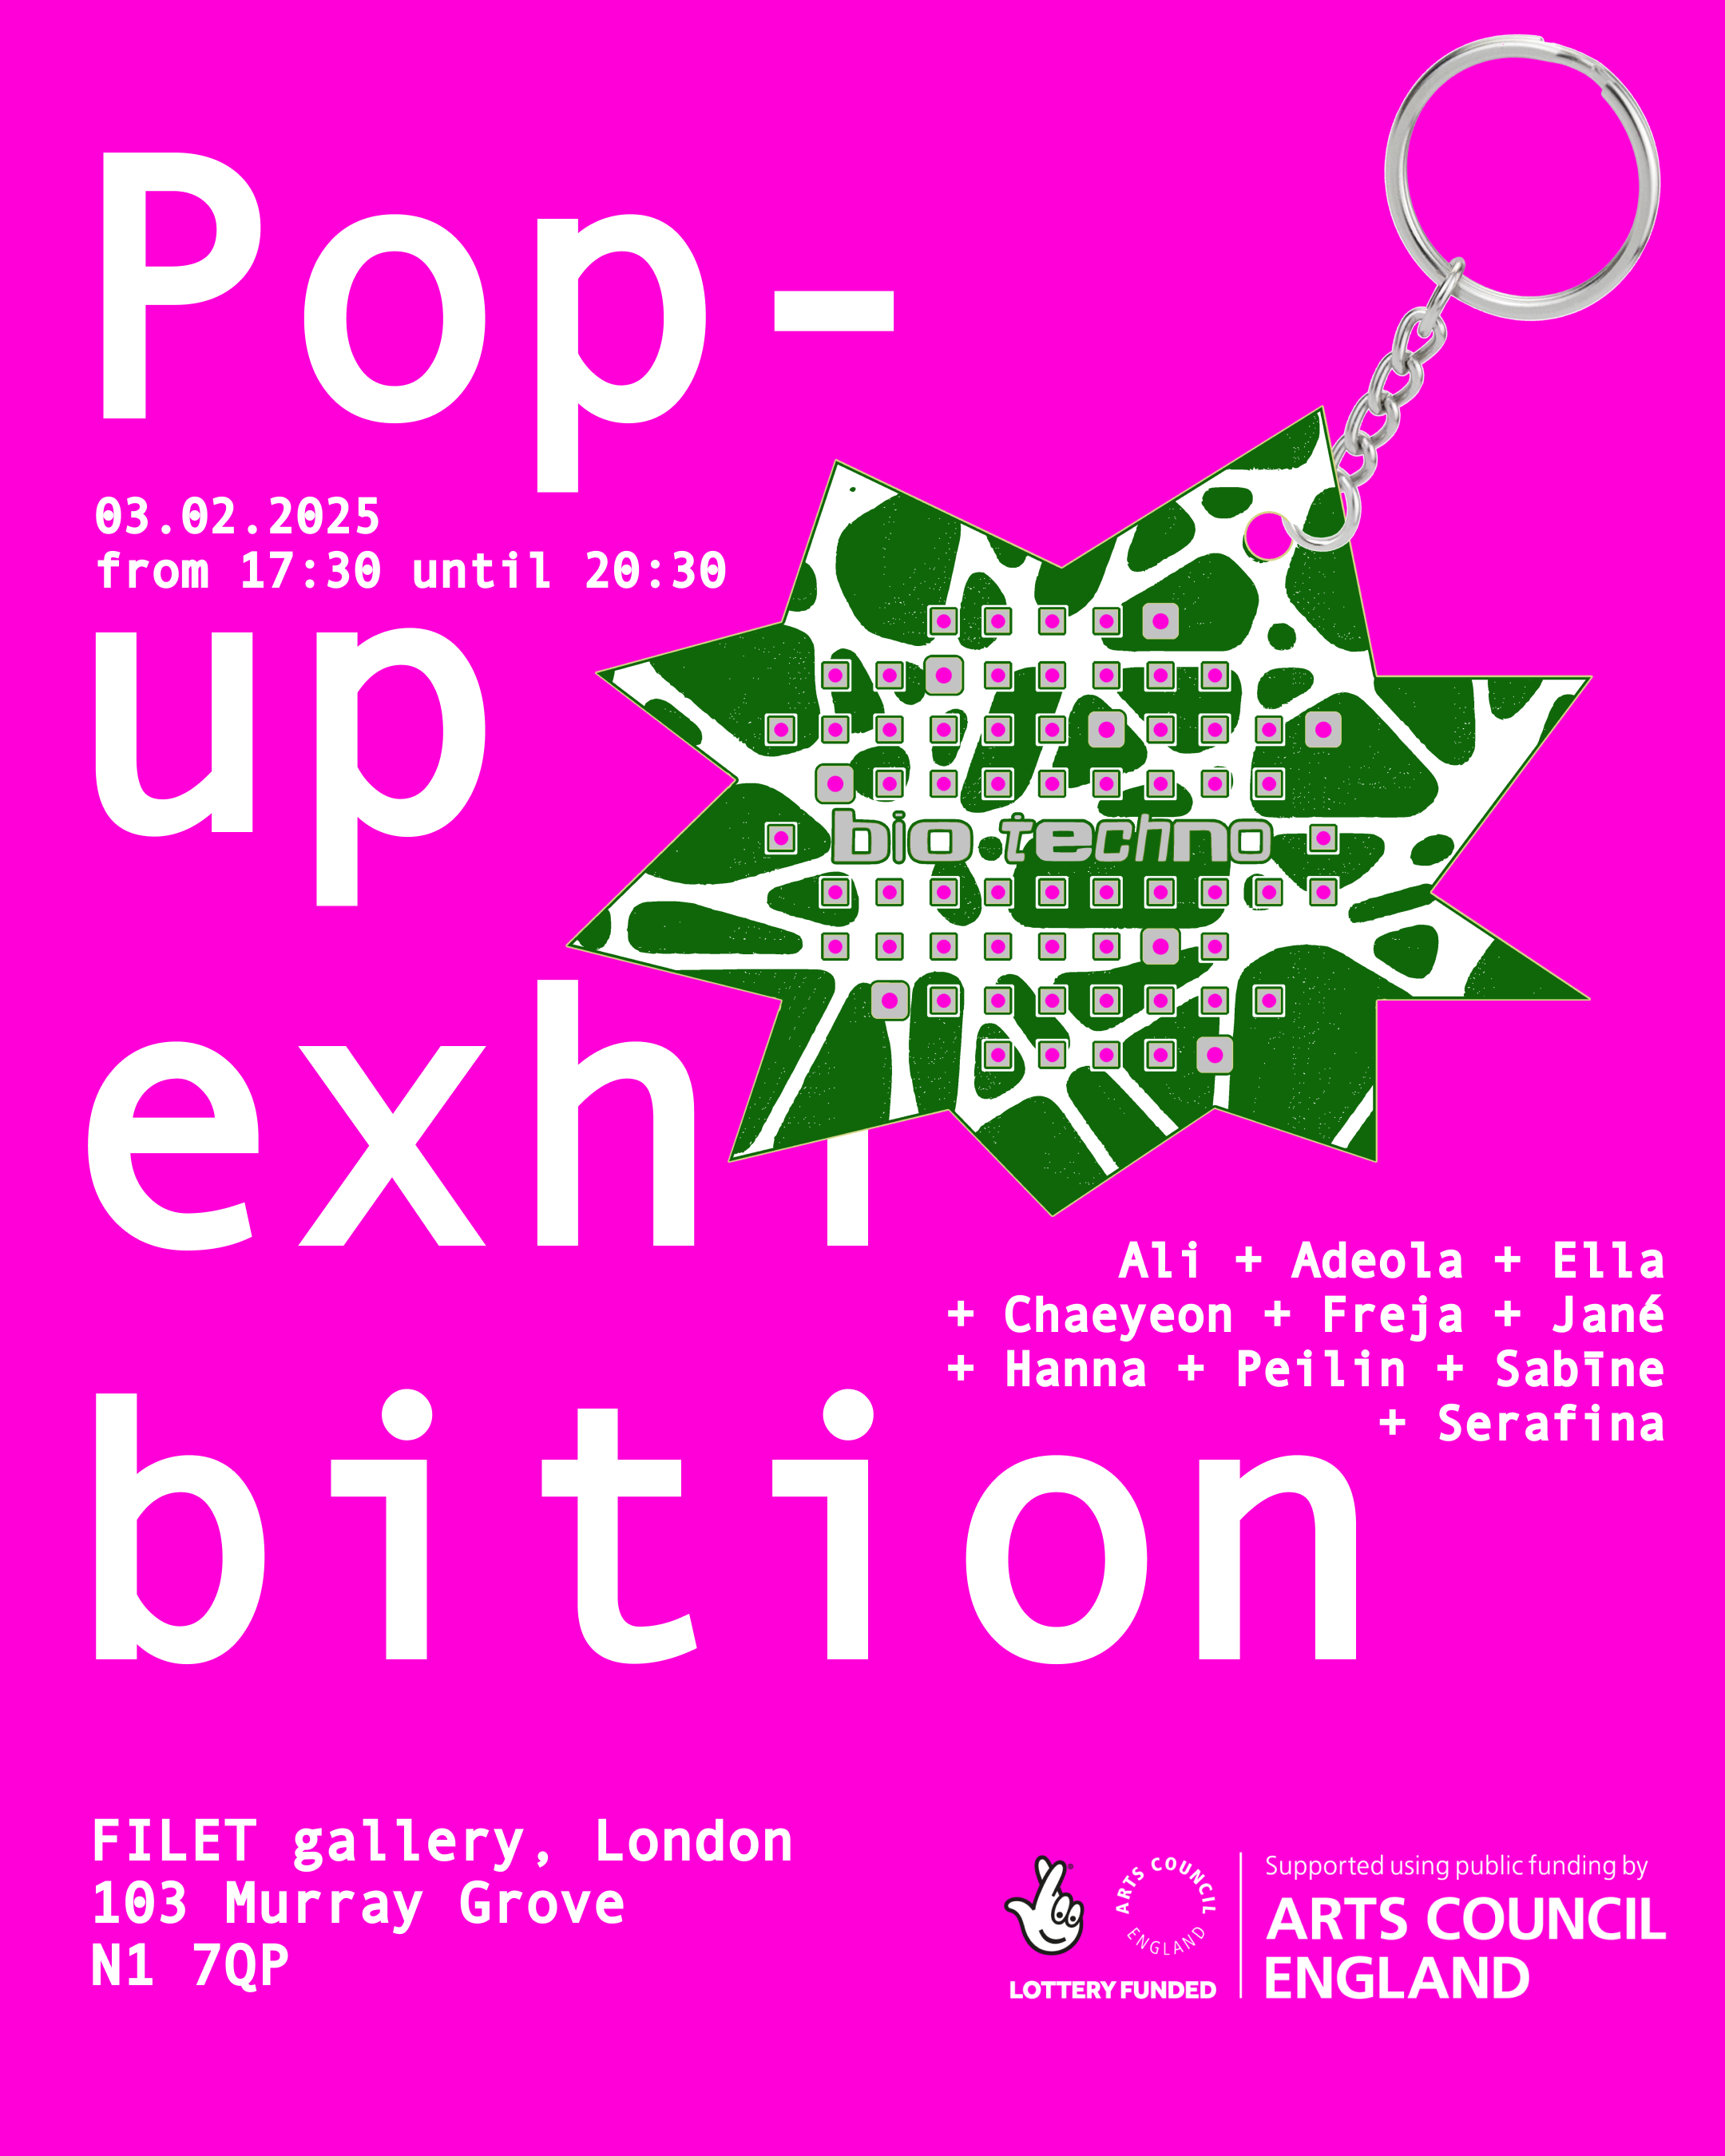 Pop-
03.02.2025
from 17:30 until 20:30
up
exhi
bio techno
Ali + Adeola + Ella
+ Chaeyeon + Freja + Jané
+ Hanna + Peilin + Sabīne
+ Serafina
bition
FILET gallery, London
103 Murray Grove
N1 7QP
ARTS COUNCIL
ENGLAND
LOTTERY FUNDED
Supported using public funding by
ARTS COUNCIL
ENGLAND